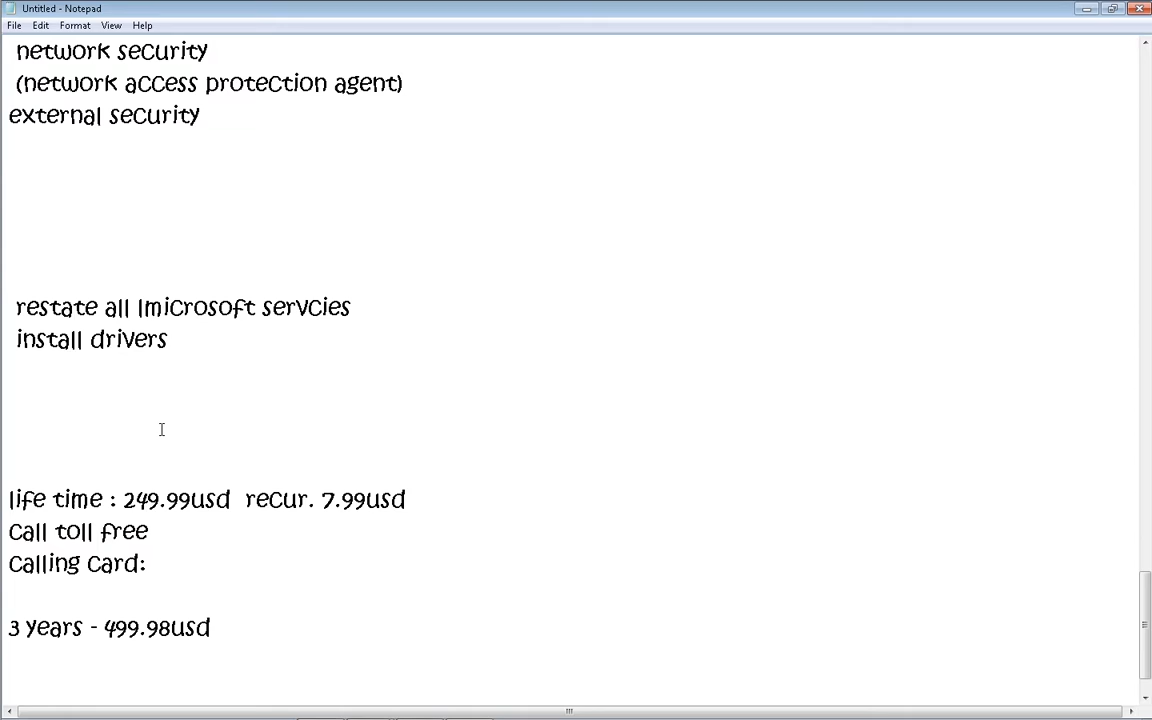 Untitled - Notepad
File Edit Format View Help
network security
(network access protection agent)
external security
restate all lmicrosoft servcies
install drivers
life time : 249.99usd recur. 7.99usd
call toll free
calling card:
3 years - 499.98usd